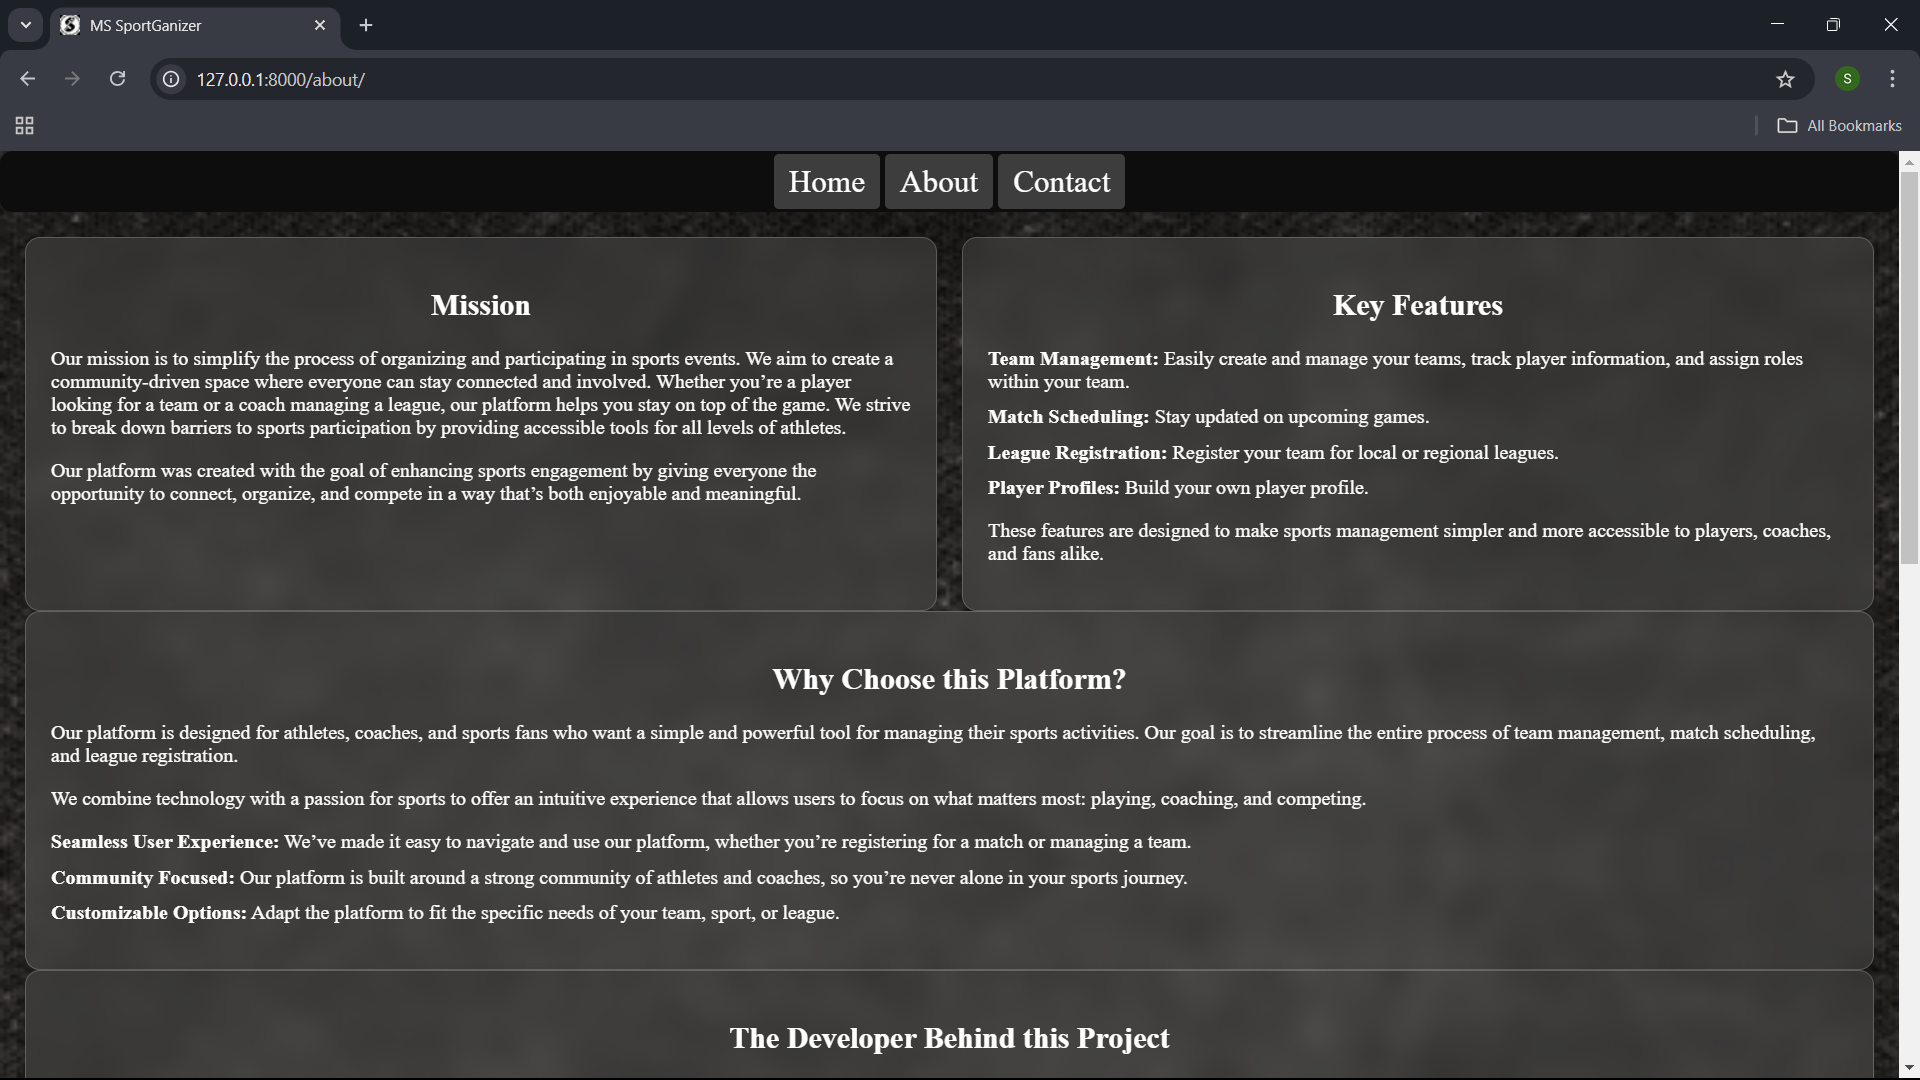 MS SportGanizer
127.0.0.1:8000/about/
S
All Bookmarks
Home About Contact
Mission
Our mission is to simplify the process of organizing and participating in sports events. We aim to create a
community-driven space where everyone can stay connected and involved. Whether you’re a player
looking for a team or a coach managing a league, our platform helps you stay on top of the game. We strive
to break down barriers to sports participation by providing accessible tools for all levels of athletes.
Our platform was created with the goal of enhancing sports engagement by giving everyone the
opportunity to connect, organize, and compete in a way that’s both enjoyable and meaningful.
Key Features
Team Management: Easily create and manage your teams, track player information, and assign roles
within your team.
Match Scheduling: Stay updated on upcoming games.
League Registration: Register your team for local or regional leagues.
Player Profiles: Build your own player profile.
These features are designed to make sports management simpler and more accessible to players, coaches,
and fans alike.
Why Choose this Platform?
Our platform is designed for athletes, coaches, and sports fans who want a simple and powerful tool for managing their sports activities. Our goal is to streamline the entire process of team management, match scheduling,
and league registration.
We combine technology with a passion for sports to offer an intuitive experience that allows users to focus on what matters most: playing, coaching, and competing.
Seamless User Experience: We’ve made it easy to navigate and use our platform, whether you’re registering for a match or managing a team.
Community Focused: Our platform is built around a strong community of athletes and coaches, so you’re never alone in your sports journey.
Customizable Options: Adapt the platform to fit the specific needs of your team, sport, or league.
The Developer Behind this Project